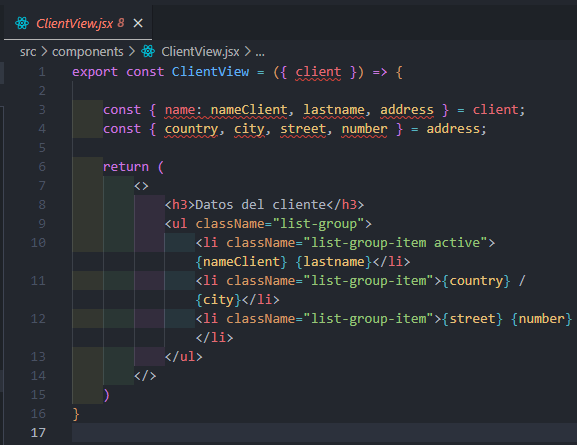 ClientView.jsx 8
src > components > ClientView.jsx > ...
1 export const ClientView = ({ client }) => {
2
3 const { name: nameClient, lastname, address } = client;
4 const { country, city, street, number } = address;
5
6 return (
7 <>
8 <h3>Datos del cliente</h3>
9 <ul className="list-group">
10 <li className="list-group-item active">
{nameClient} {lastname}</li>
11 <li className="list-group-item">{country} /
{city}</li>
12 <li className="list-group-item">{street} {number}
</li>
13 </ul>
14 </>
15 )
16 }
17